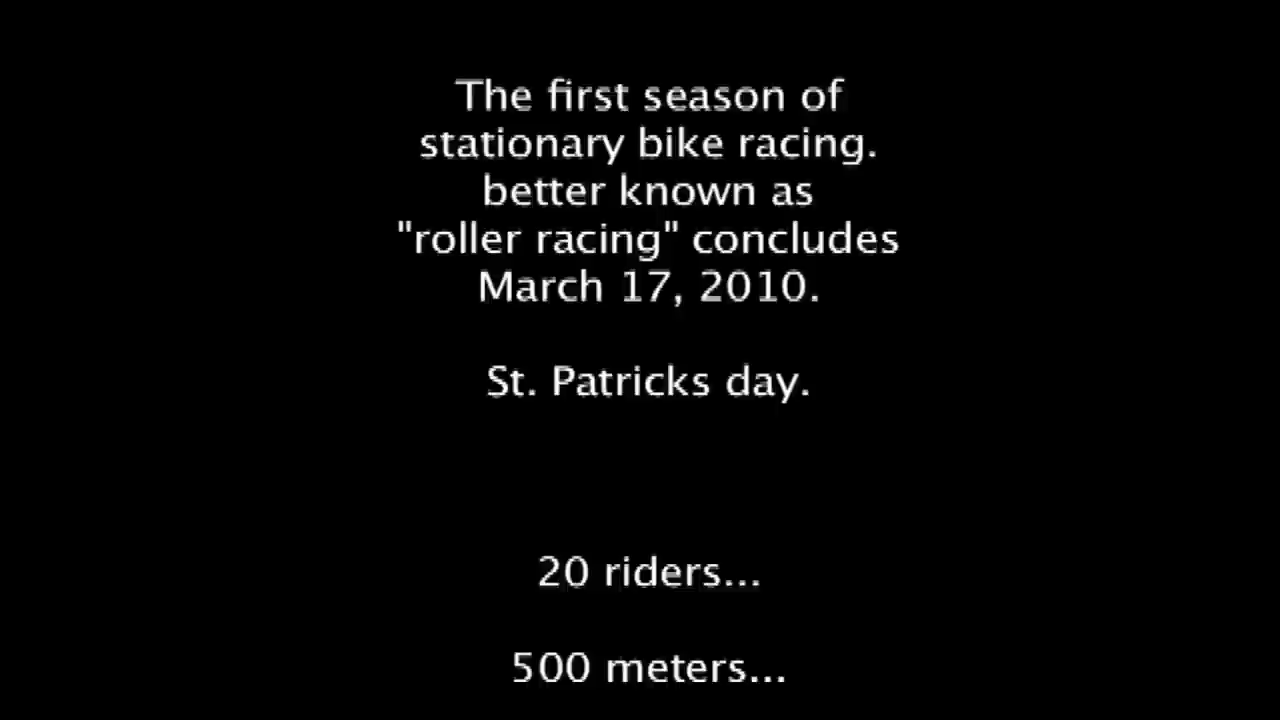 The first season of
stationary bike racing.
better known as
"roller racing" concludes
March 17, 2010.
St. Patricks day.
20 riders...
500 meters...